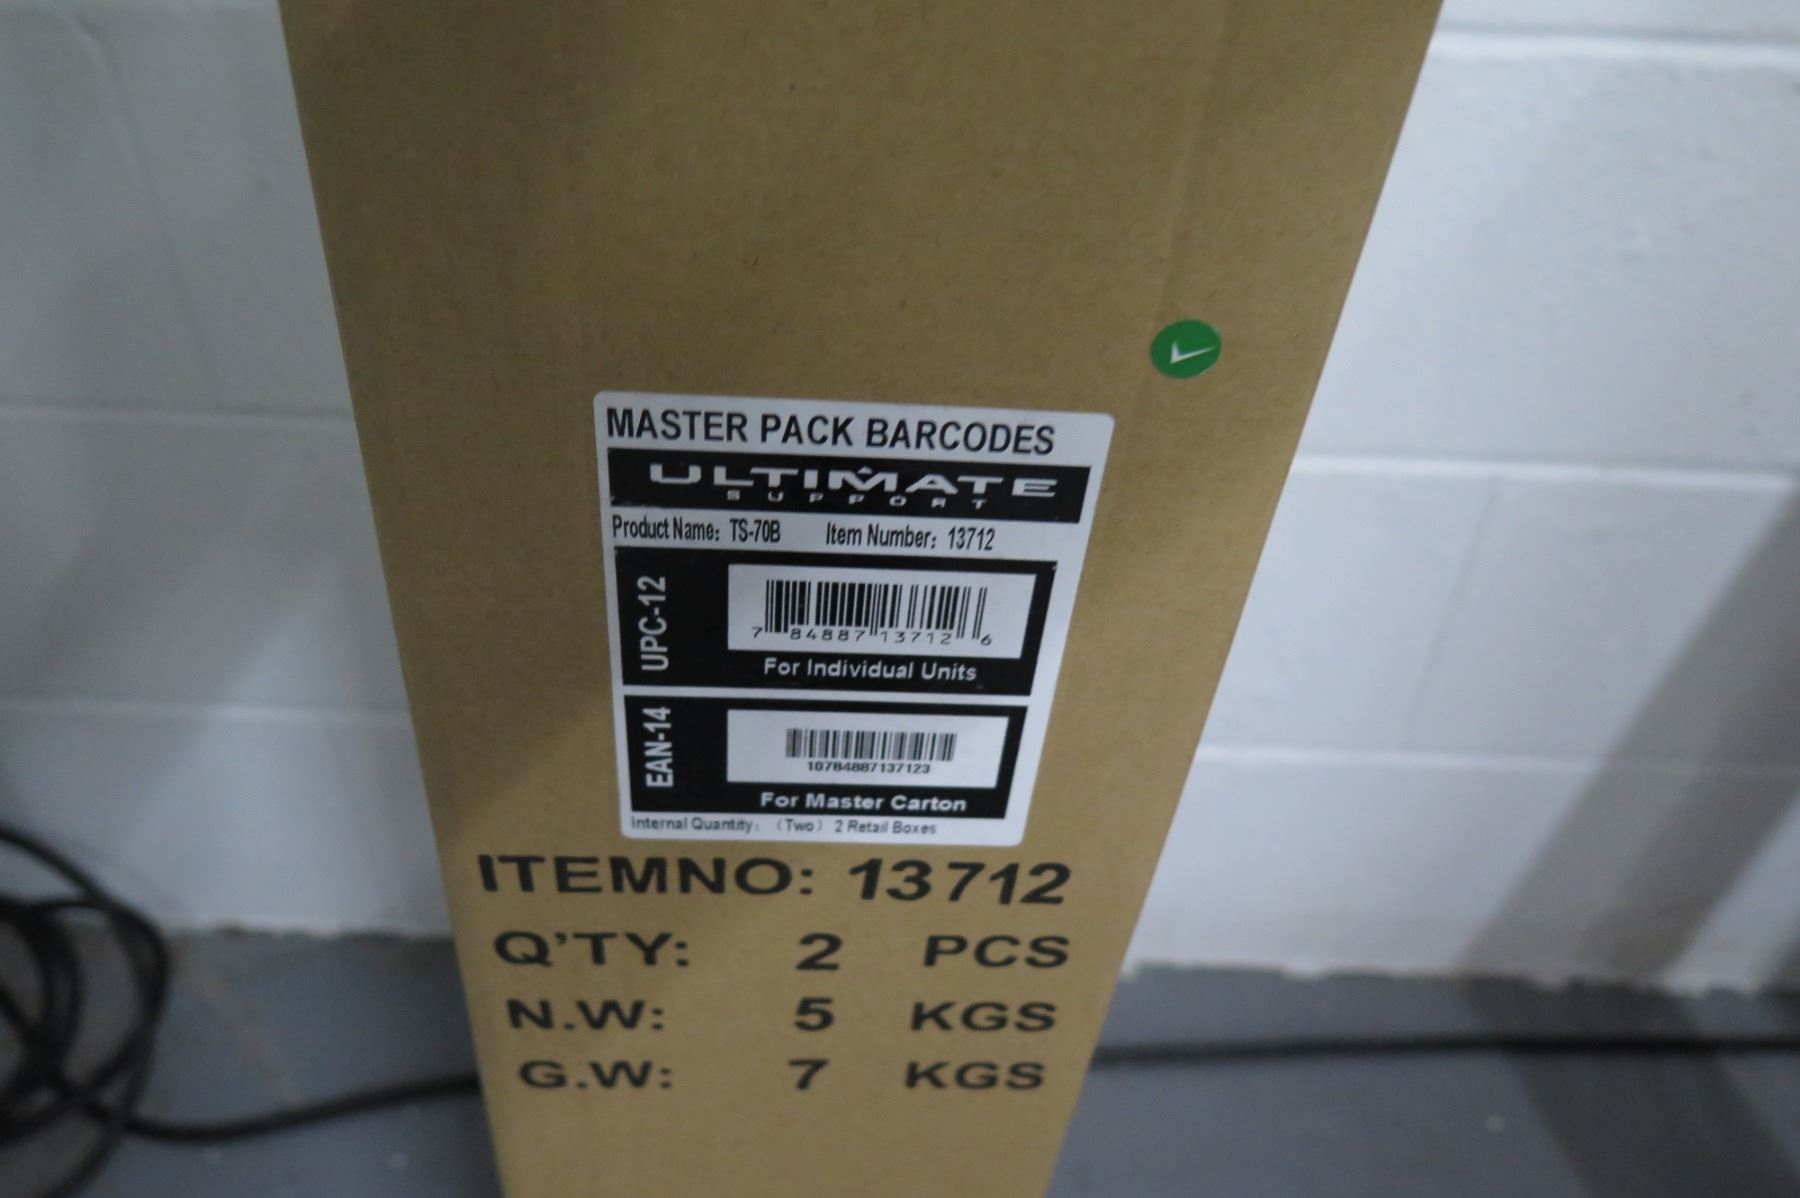 MASTER PACK BARCODES
ULTIMATE
SUPPORT
Product Name: TS-70B Item Number: 13712
UPC-12
7 84887 13712 6
For Individual Units
EAN-14
10784887137123
For Master Carton
Internal Quantity: (Two) 2 Retail Boxes
ITEMNO: 13712
Q'TY: 2 PCS
N.W: 5 KGS
G.W: 7 KGS